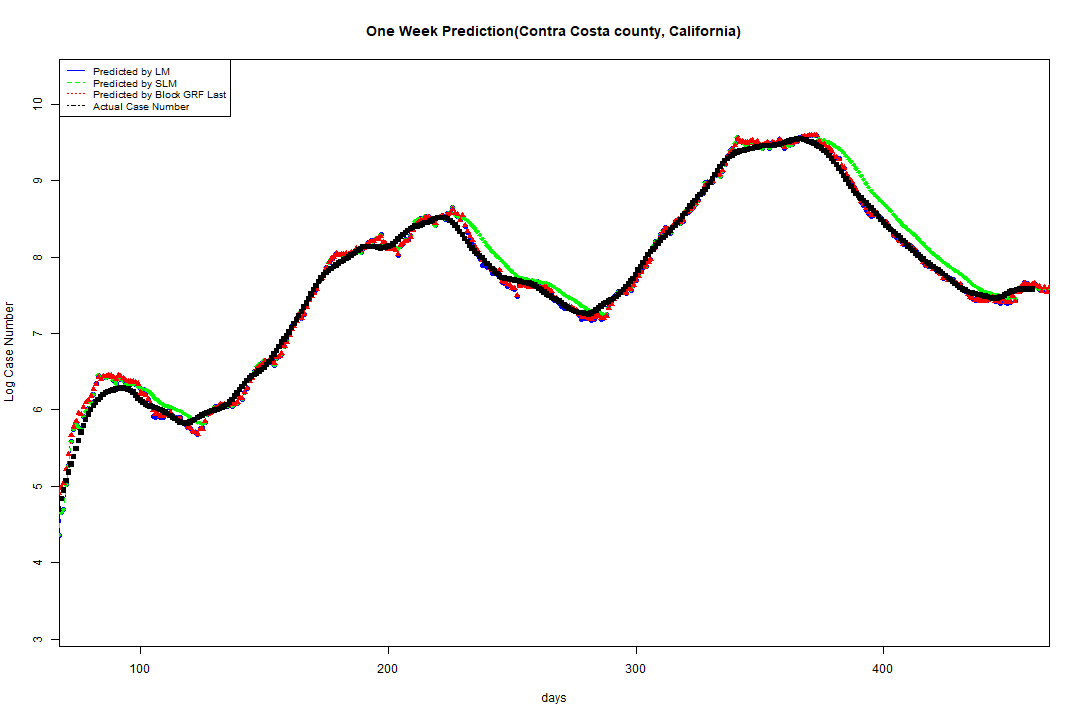 One Week Prediction(Contra Costa county, California)
Predicted by LM
Predicted by SLM
Predicted by Block GRF Last
Actual Case Number
Log Case Number
10
9
8
7
6
5
4
3
100 200 300 400
days